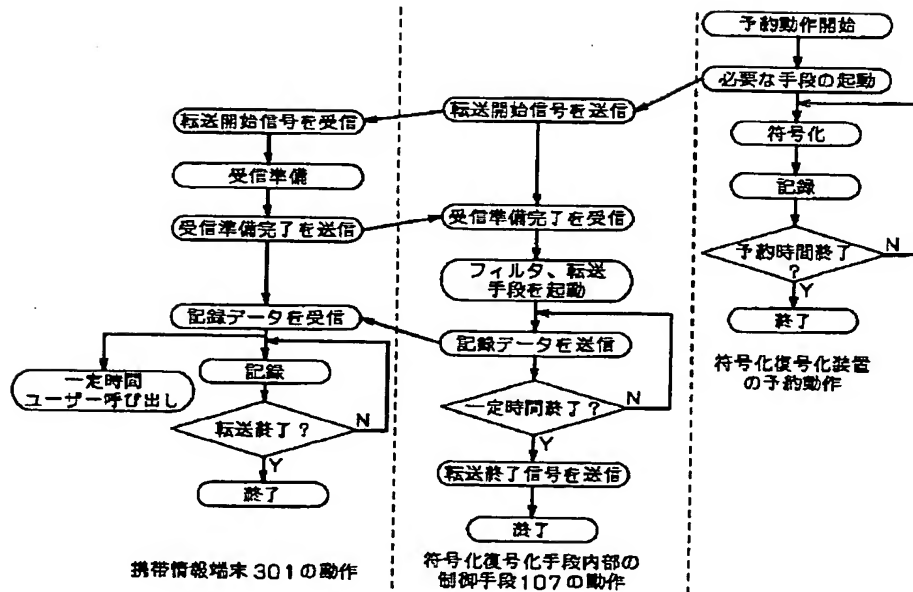 予約動作開始
必要な手段の起動
符号化
記録
予約時間終了
?
N
Y
終了
符号化復号化装置
の予約動作
転送開始信号を送信
受信準備完了を受信
フィルタ、転送
手段を起動
記録データを送信
一定時間終了?
N
Y
転送終了信号を送信
終了
符号化復号化手段内部の
制御手段107の動作
転送開始信号を受信
受信準備
受信準備完了を送信
記録データを受信
一定時間
ユーザー呼び出し
記録
転送終了?
N
Y
終了
携帯情報端末301の動作